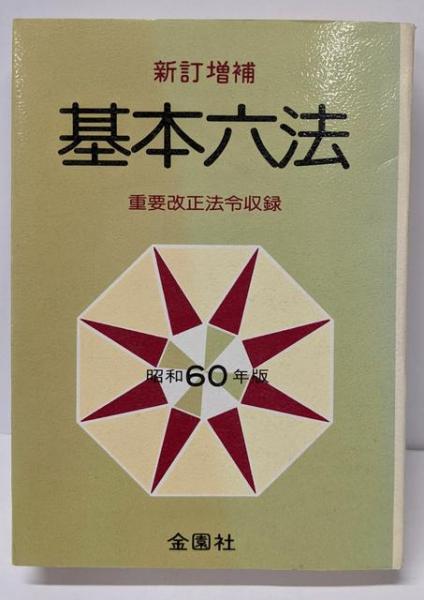 新訂増補
基本六法
重要改正法令収録
昭和60年版
金園社